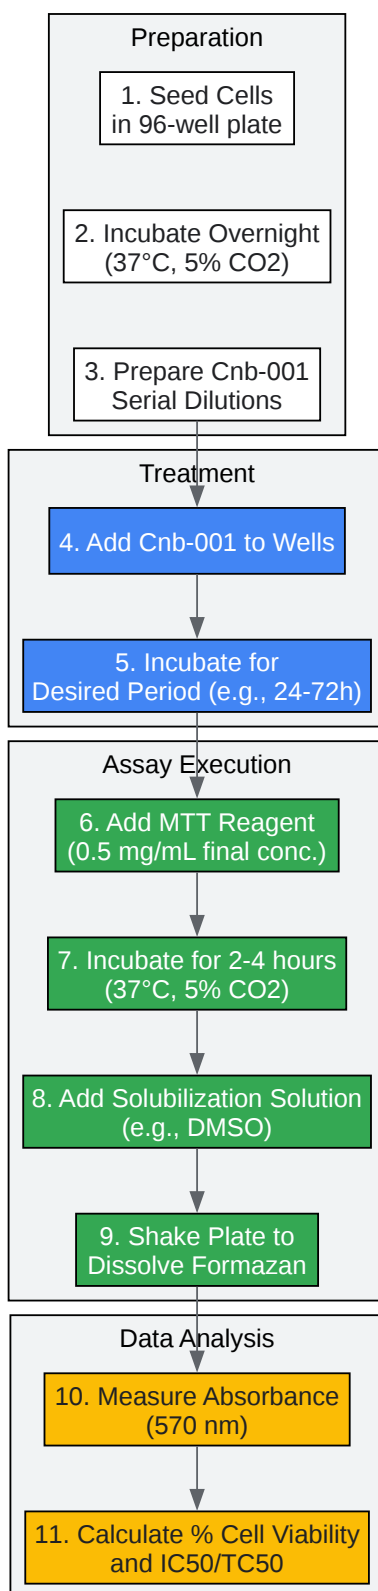 Preparation
1. Seed Cells
in 96-well plate
2. Incubate Overnight
(37°C, 5% CO2)
3. Prepare Cnb-001
Serial Dilutions
Treatment
4. Add Cnb-001 to Wells
5. Incubate for
Desired Period (e.g., 24-72h)
Assay Execution
6. Add MTT Reagent
(0.5 mg/mL final conc.)
7. Incubate for 2-4 hours
(37°C, 5% CO2)
8. Add Solubilization Solution
(e.g., DMSO)
9. Shake Plate to
Dissolve Formazan
Data Analysis
10. Measure Absorbance
(570 nm)
11. Calculate % Cell Viability
and IC50/TC50